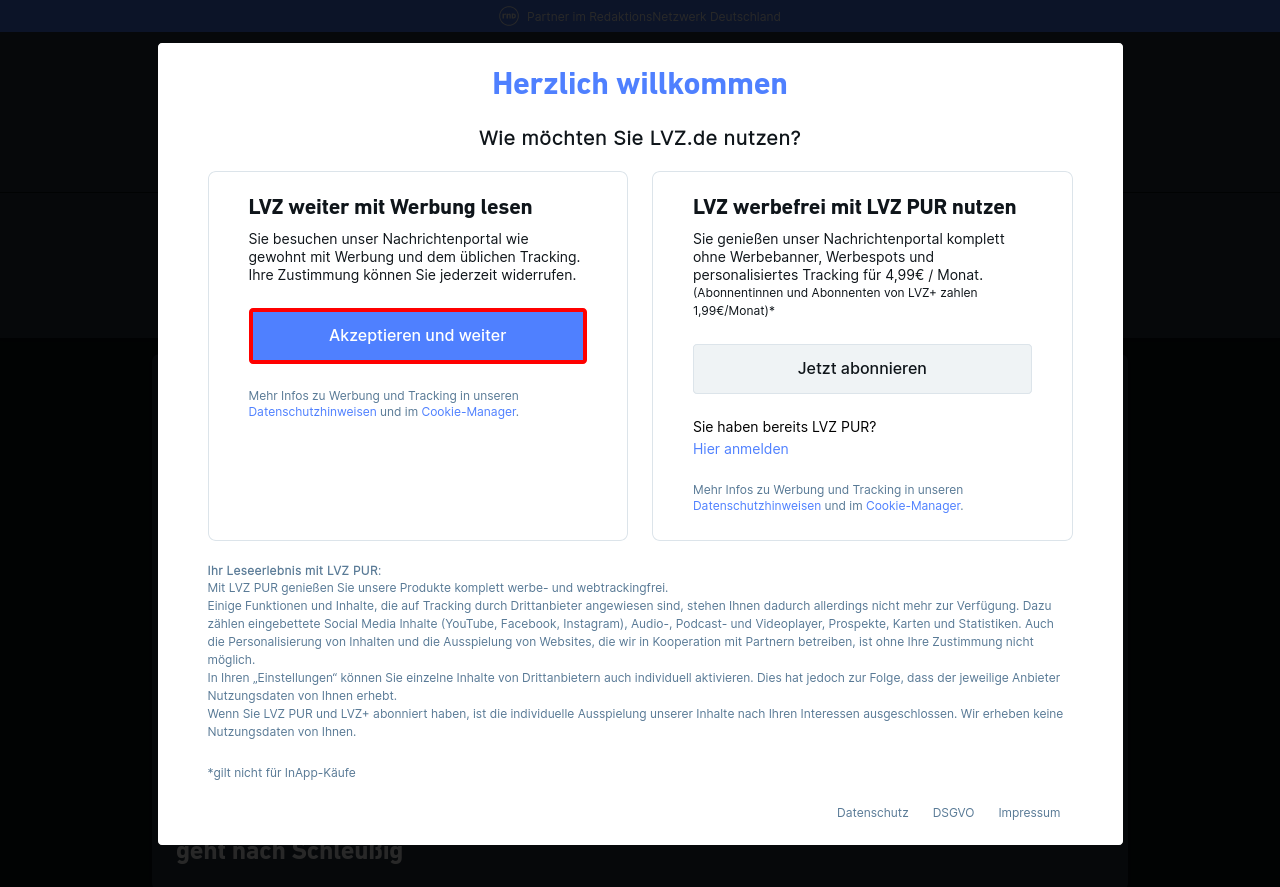 rnd Partner im RedaktionsNetzwerk Deutschland
Herzlich willkommen
Wie möchten Sie LVZ.de nutzen?
LVZ weiter mit Werbung lesen
Sie besuchen unser Nachrichtenportal wie
gewohnt mit Werbung und dem üblichen Tracking.
Ihre Zustimmung können Sie jederzeit widerrufen.
Akzeptieren und weiter
Mehr Infos zu Werbung und Tracking in unseren
Datenschutzhinweisen und im Cookie-Manager.
LVZ werbefrei mit LVZ PUR nutzen
Sie genießen unser Nachrichtenportal komplett
ohne Werbebanner, Werbespots und
personalisiertes Tracking für 4,99€ / Monat.
(Abonnentinnen und Abonnenten von LVZ+ zahlen
1,99€/Monat)*
Jetzt abonnieren
Sie haben bereits LVZ PUR?
Hier anmelden
Mehr Infos zu Werbung und Tracking in unseren
Datenschutzhinweisen und im Cookie-Manager.
Ihr Leseerlebnis mit LVZ PUR:
Mit LVZ PUR genießen Sie unsere Produkte komplett werbe- und webtrackingfrei.
Einige Funktionen und Inhalte, die auf Tracking durch Drittanbieter angewiesen sind, stehen Ihnen dadurch allerdings nicht mehr zur Verfügung. Dazu
zählen eingebettete Social Media Inhalte (YouTube, Facebook, Instagram), Audio-, Podcast- und Videoplayer, Prospekte, Karten und Statistiken. Auch
die Personalisierung von Inhalten und die Ausspielung von Websites, die wir in Kooperation mit Partnern betreiben, ist ohne Ihre Zustimmung nicht
möglich.
In Ihren „Einstellungen“ können Sie einzelne Inhalte von Drittanbietern auch individuell aktivieren. Dies hat jedoch zur Folge, dass der jeweilige Anbieter
Nutzungsdaten von Ihnen erhebt.
Wenn Sie LVZ PUR und LVZ+ abonniert haben, ist die individuelle Ausspielung unserer Inhalte nach Ihren Interessen ausgeschlossen. Wir erheben keine
Nutzungsdaten von Ihnen.
*gilt nicht für InApp-Käufe
Datenschutz DSGVO Impressum
geht nach Schleußig